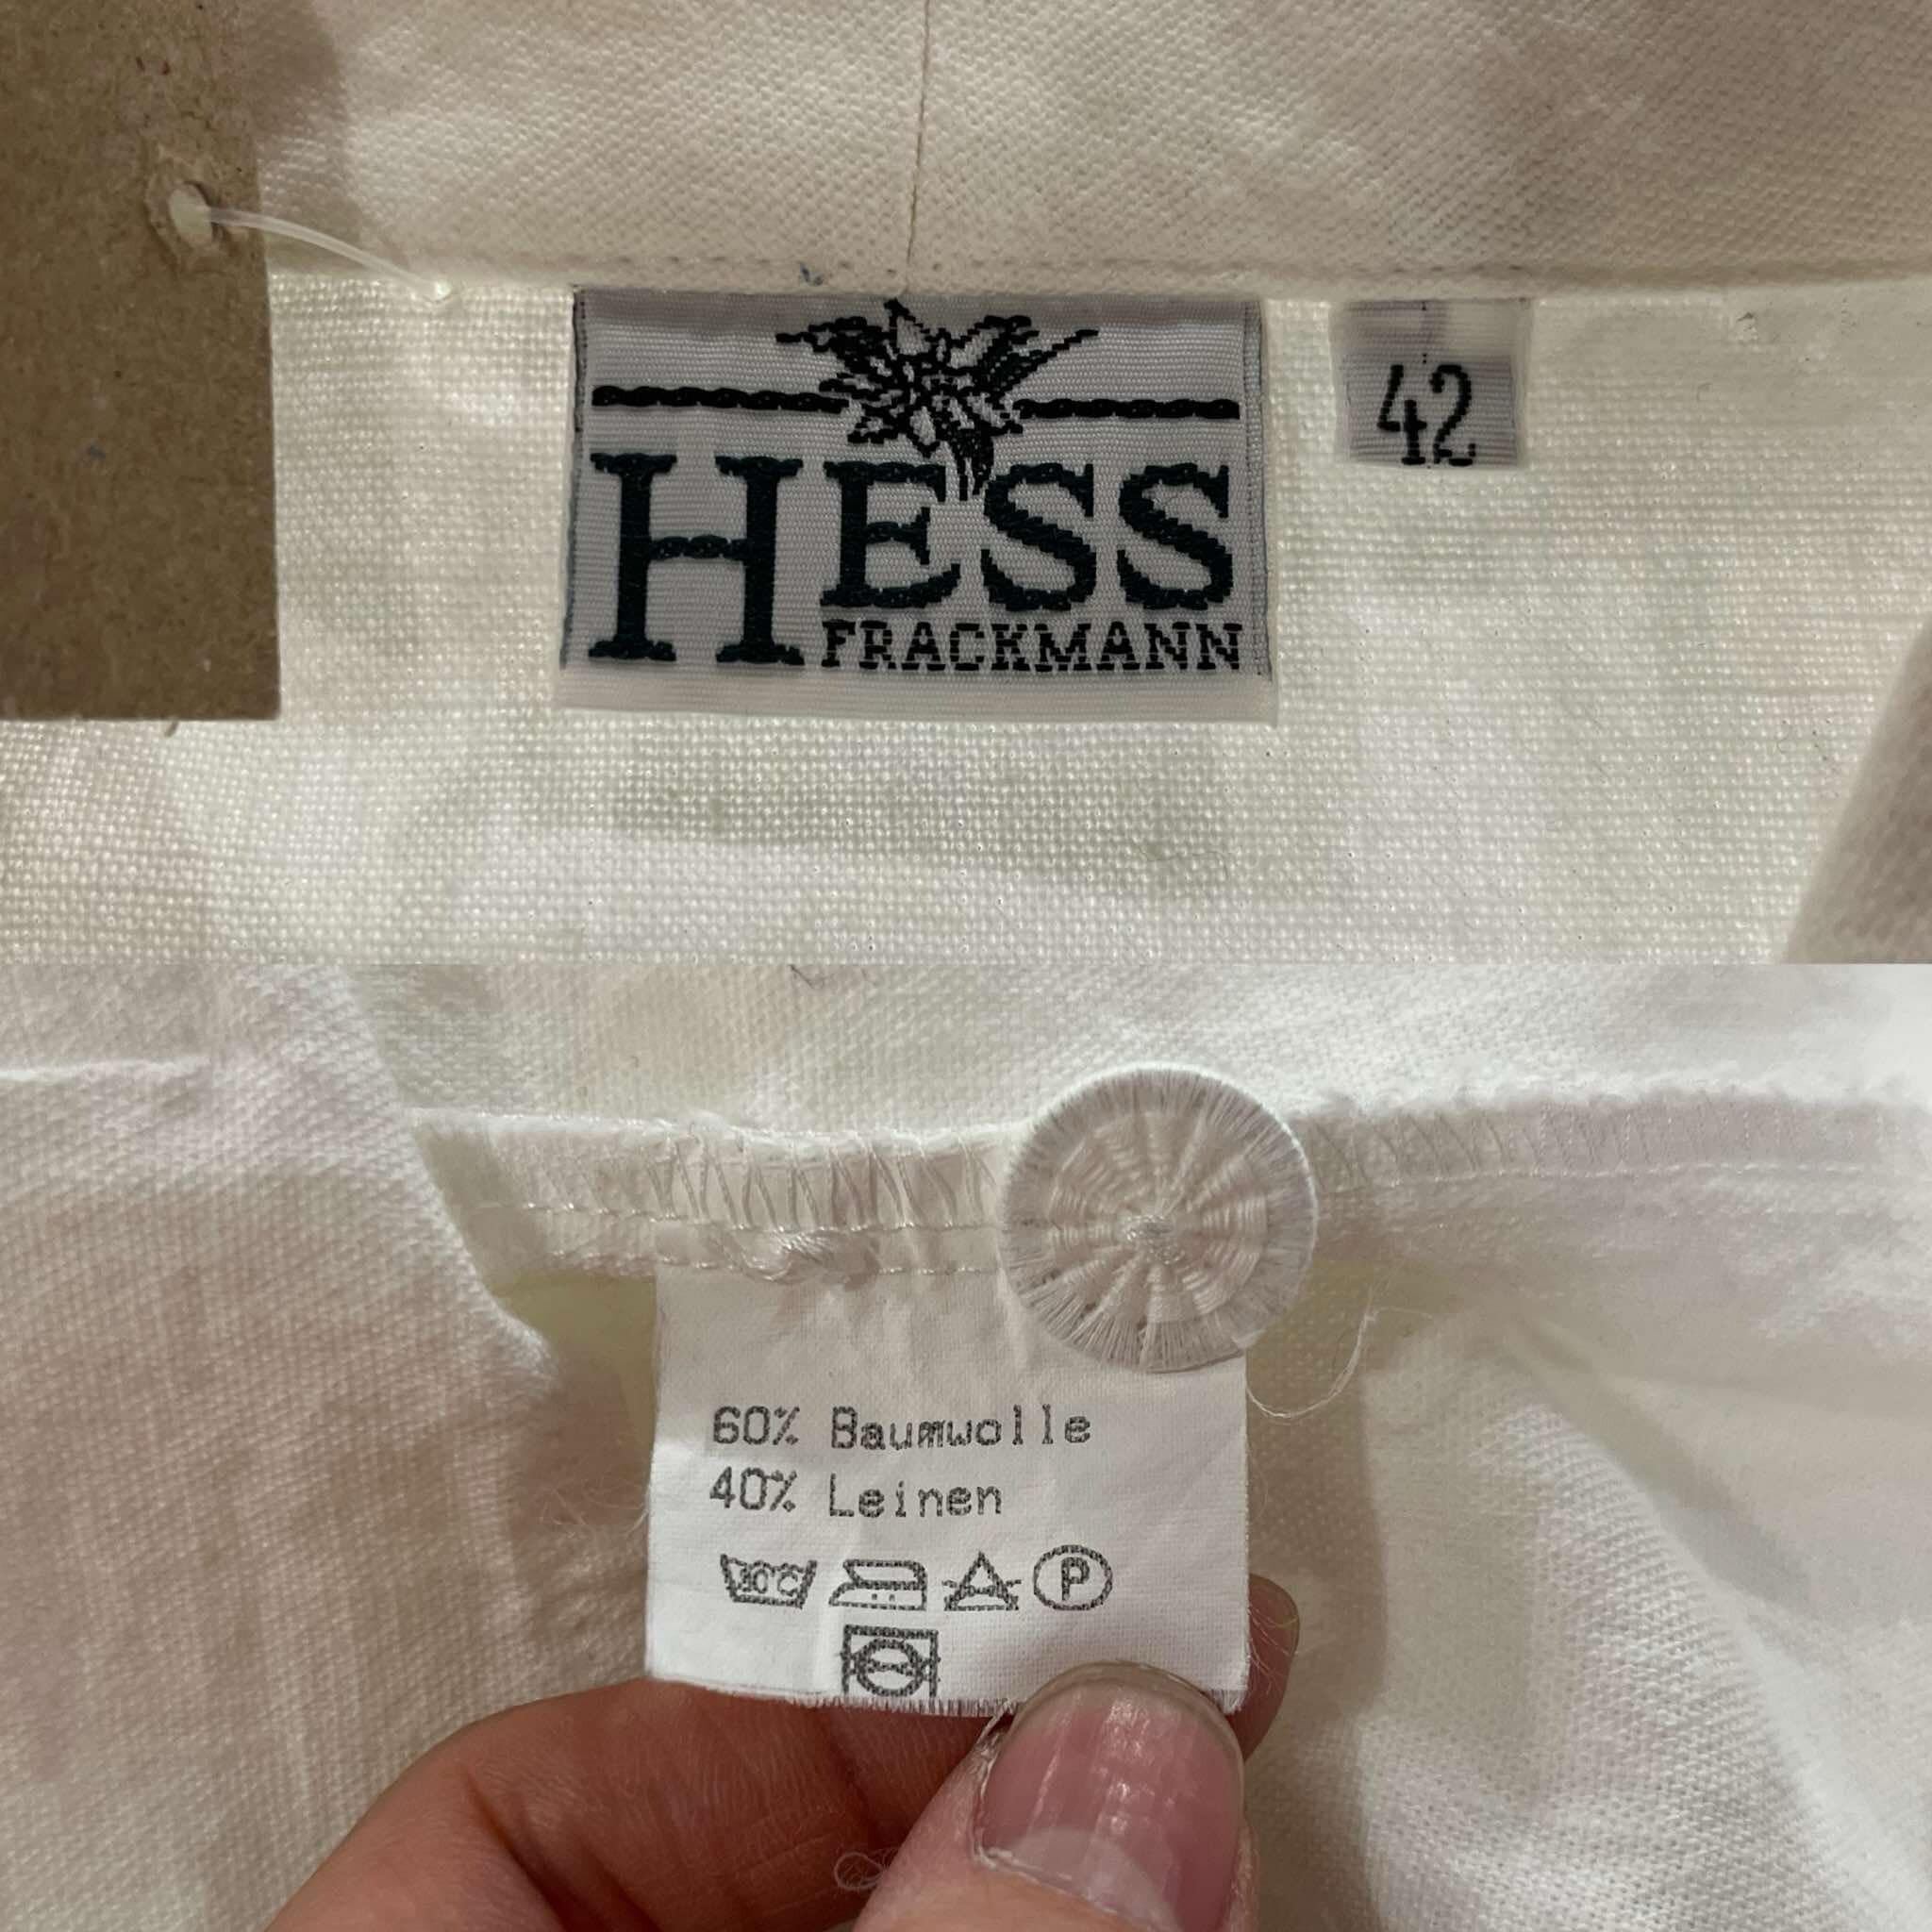 HESS
FRACKMANN
42
60% Baumwolle
40% Leinen
30°C
P